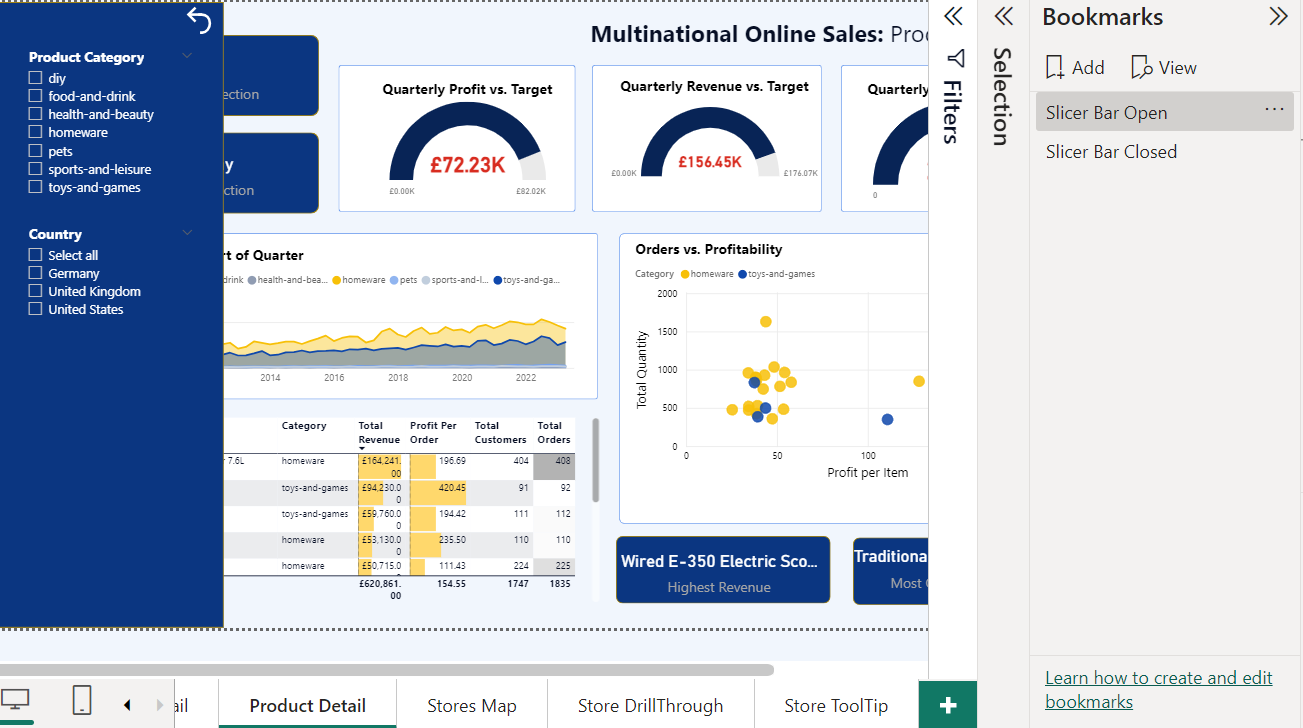 Product Category
diy
food-and-drink
health-and-beauty
homeware
pets
sports-and-leisure
toys-and-games
Country
Select all
Germany
United Kingdom
United States
Multinational Online Sales: Prod
ection
y
ction
Quarterly Profit vs. Target
£72.23K
£0.00K
£82.02K
Quarterly Revenue vs. Target
£156.45K
£0.00K
£176.07K
Quarterly
0
rt of Quarter
drink health-and-bea... homeware pets sports-and-l... toys-and-ga...
2014 2016 2018 2020 2022
Orders vs. Profitability
Category homeware toys-and-games
Total Quantity
2000
1500
1000
500
0
0 50 100
Profit per Item
Category Total Revenue Profit Per Order Total Customers Total Orders
7.6L homeware £164,241.00 196.69 404 408
toys-and-games £94,230.00 420.45 91 92
toys-and-games £59,760.00 194.42 111 112
homeware £53,130.00 235.50 110 110
homeware £50,715.0 111.43 224 225
£620,861.00 154.55 1747 1835
Wired E-350 Electric Sco...
Highest Revenue
Traditiona
Most
Filters
Selection
Bookmarks
Add View
Slicer Bar Open ...
Slicer Bar Closed
Learn how to create and edit
bookmarks
ail Product Detail Stores Map Store DrillThrough Store ToolTip +